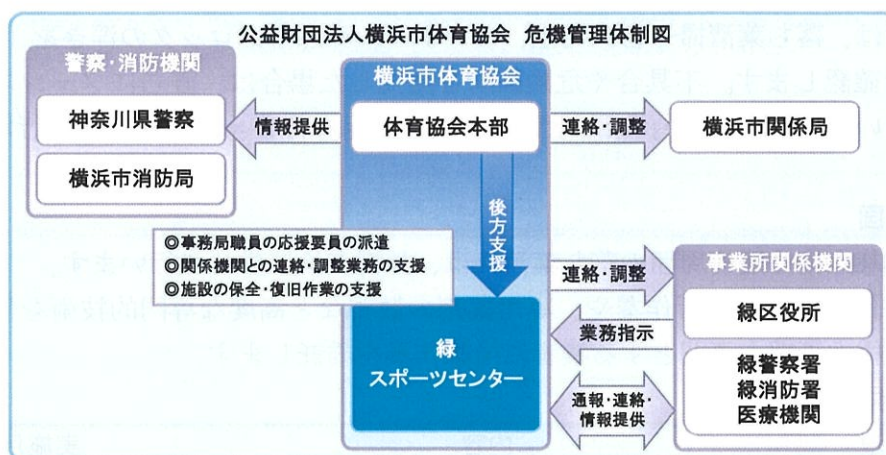 公益財団法人横浜市体育協会 危機管理体制図
警察・消防機関
神奈川県警察
横浜市消防局
情報提供
横浜市体育協会
体育協会本部
連絡・調整
横浜市関係局
後方支援
◎事務局職員の応援要員の派遣
◎関係機関との連絡・調整業務の支援
◎施設の保全・復旧作業の支援
緑
スポーツセンター
連絡・調整
業務指示
通報・連絡・
情報提供
事業所関係機関
緑区役所
緑警察署
緑消防署
医療機関